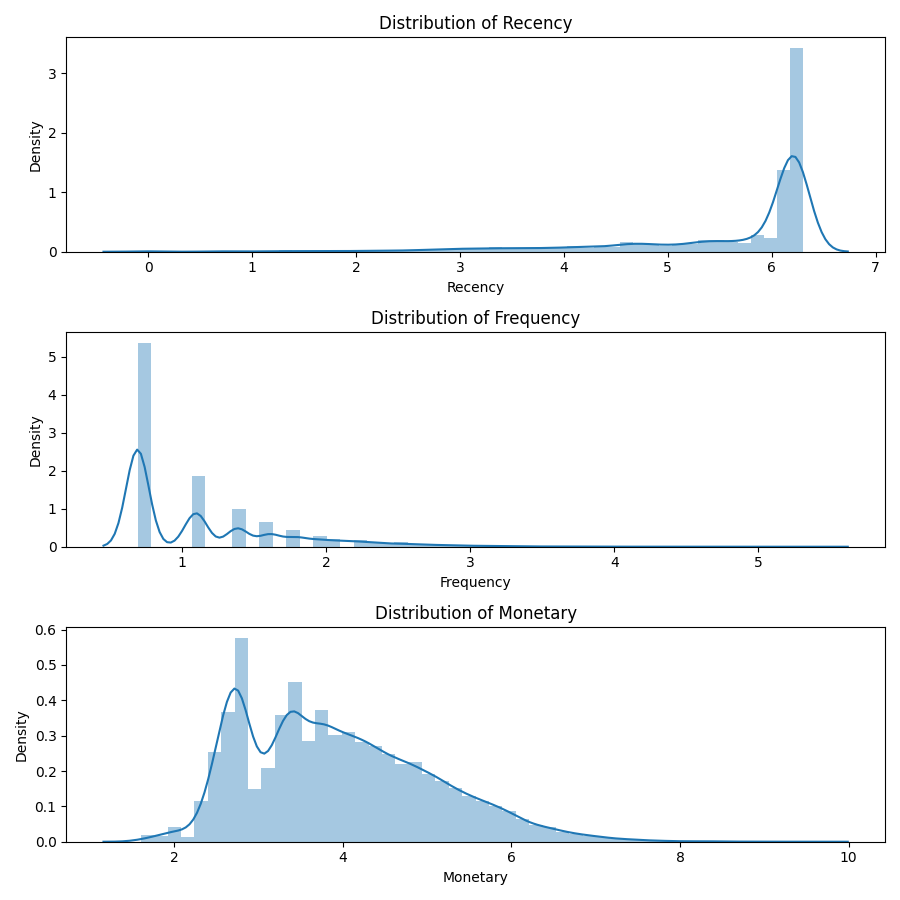 Distribution of Recency
3
2
1
0
Density
0 1 2 3 4 5 6 7
Recency
Distribution of Frequency
5
4
3
2
1
0
Density
1 2 3 4 5
Frequency
Distribution of Monetary
0.6
0.5
0.4
0.3
0.2
0.1
0.0
Density
2 4 6 8 10
Monetary